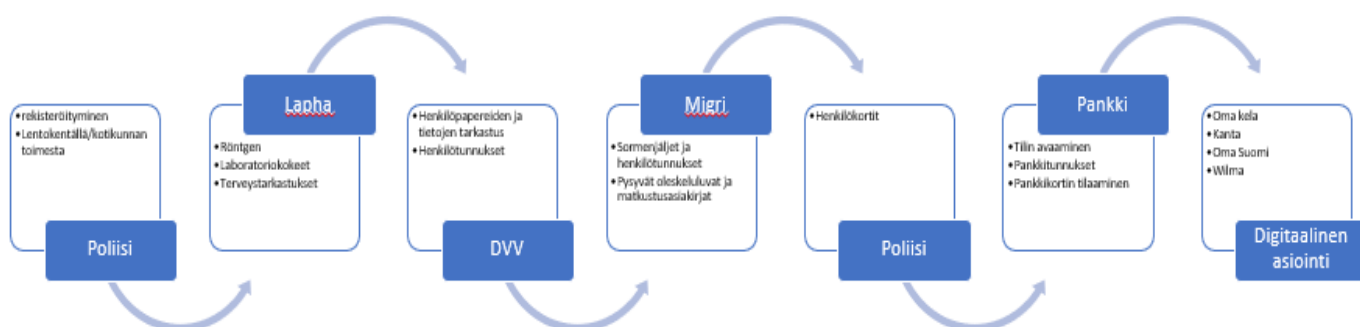 • rekisteröityminen
• Lentokentällä/kotikunnan
toimesta
Poliisi
Lapha
• Röntgen
• Laboratoriokokeet
• Terveystarkastukset
• Henkilöpapereiden ja
tietojen tarkastus
• Henkilötunnukset
DVV
Migri
• Sormenjäljet ja
henkilötunnukset
• Pysyvät oleskeluluvat ja
matkustusasiakirjat
• Henkilökortit
Poliisi
Pankki
• Tilin avaaminen
• Pankkitunnukset
• Pankkikortin tilaaminen
• Oma kela
• Kanta
• Oma Suomi
• Wilma
Digitaalinen
asiointi